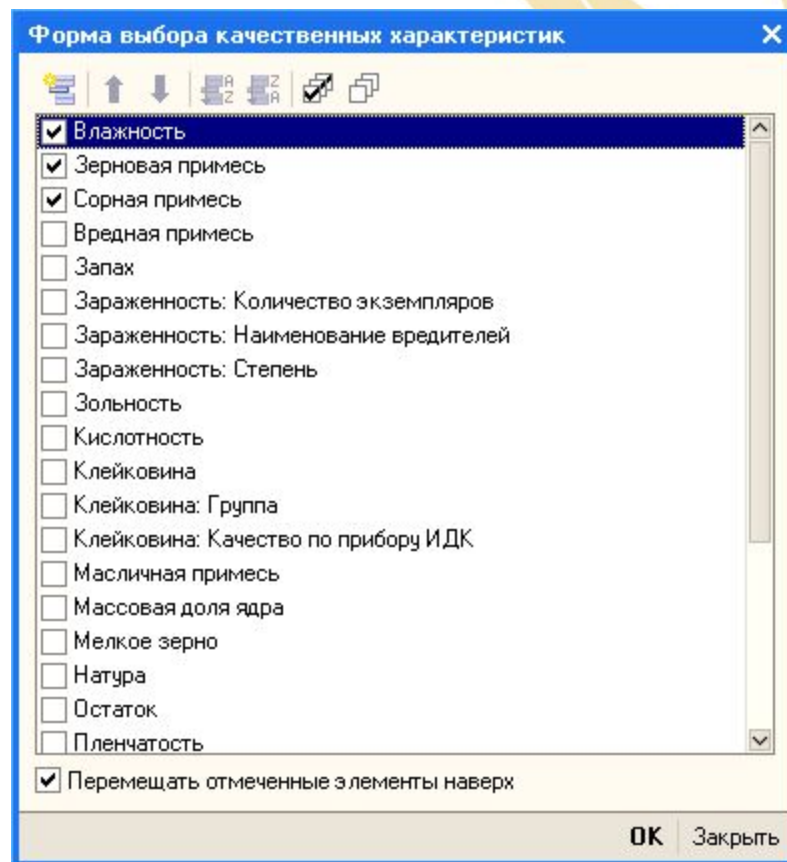 Форма выбора качественных характеристик
Влажность
Зерновая примесь
Сорная примесь
Вредная примесь
Запах
Зараженность: Количество экземпляров
Зараженность: Наименование вредителей
Зараженность: Степень
Зольность
Кислотность
Клейковина
Клейковина: Группа
Клейковина: Качество по прибору ИДК
Масличная примесь
Массовая доля ядра
Мелкое зерно
Натура
Остаток
Пленчатость
Перемещать отмеченные элементы наверх
OK Закрыть